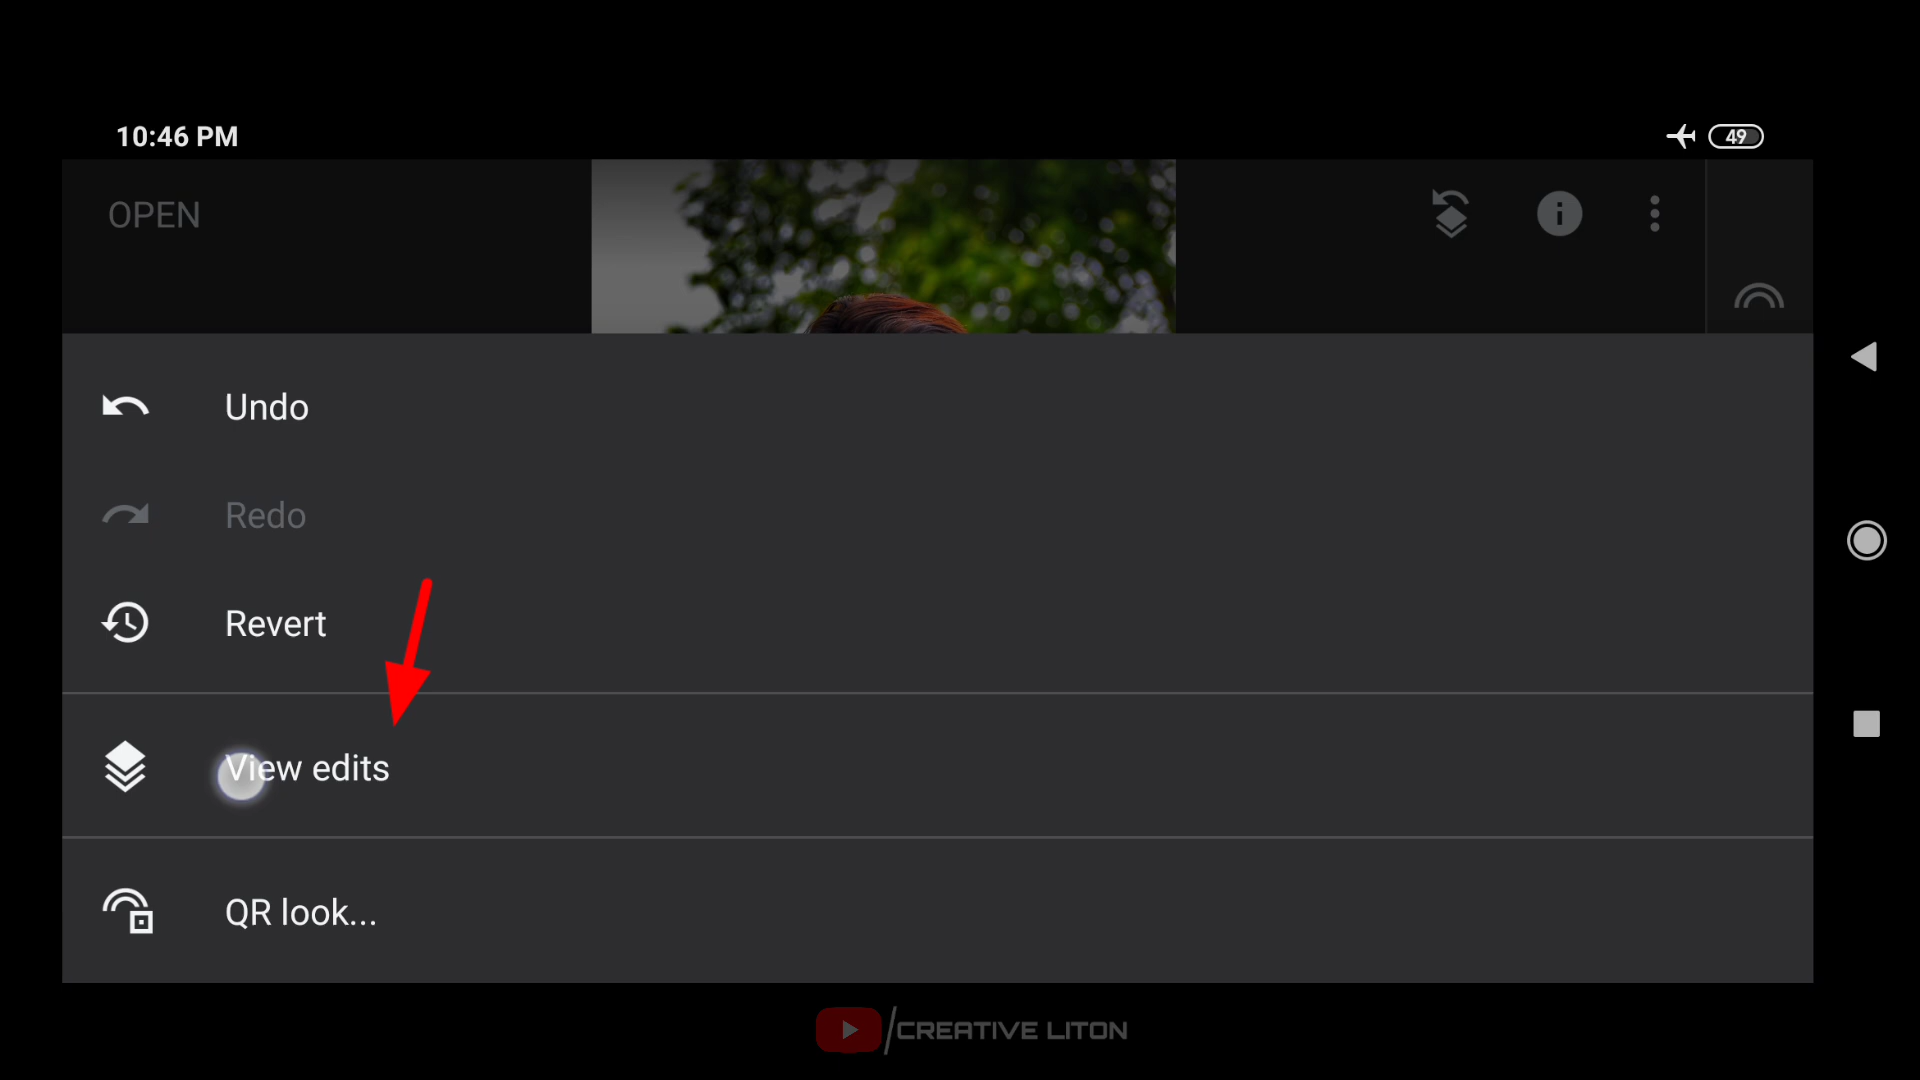 10:46 PM
49
OPEN
Undo
Redo
Revert
View edits
QR look...
CREATIVE LITON